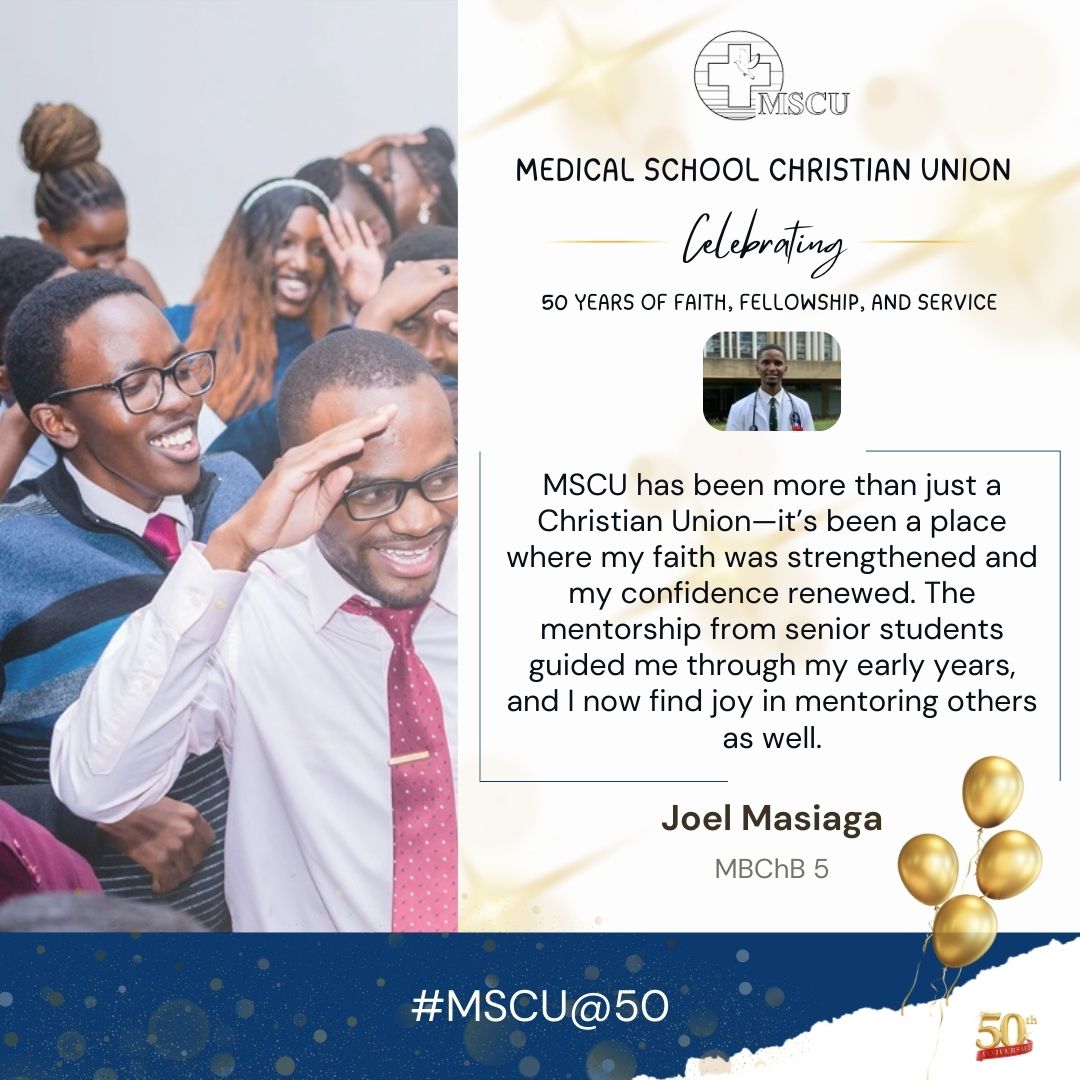 MSCU
MEDICAL SCHOOL CHRISTIAN UNION
Celebrating
50 YEARS OF FAITH, FELLOWSHIP, AND SERVICE
MSCU has been more than just a
Christian Union—it’s been a place
where my faith was strengthened and
my confidence renewed. The
mentorship from senior students
guided me through my early years,
and I now find joy in mentoring others
as well.
Joel Masiaga
MBChB 5
#MSCU@50
50th
ANNIVERSARY